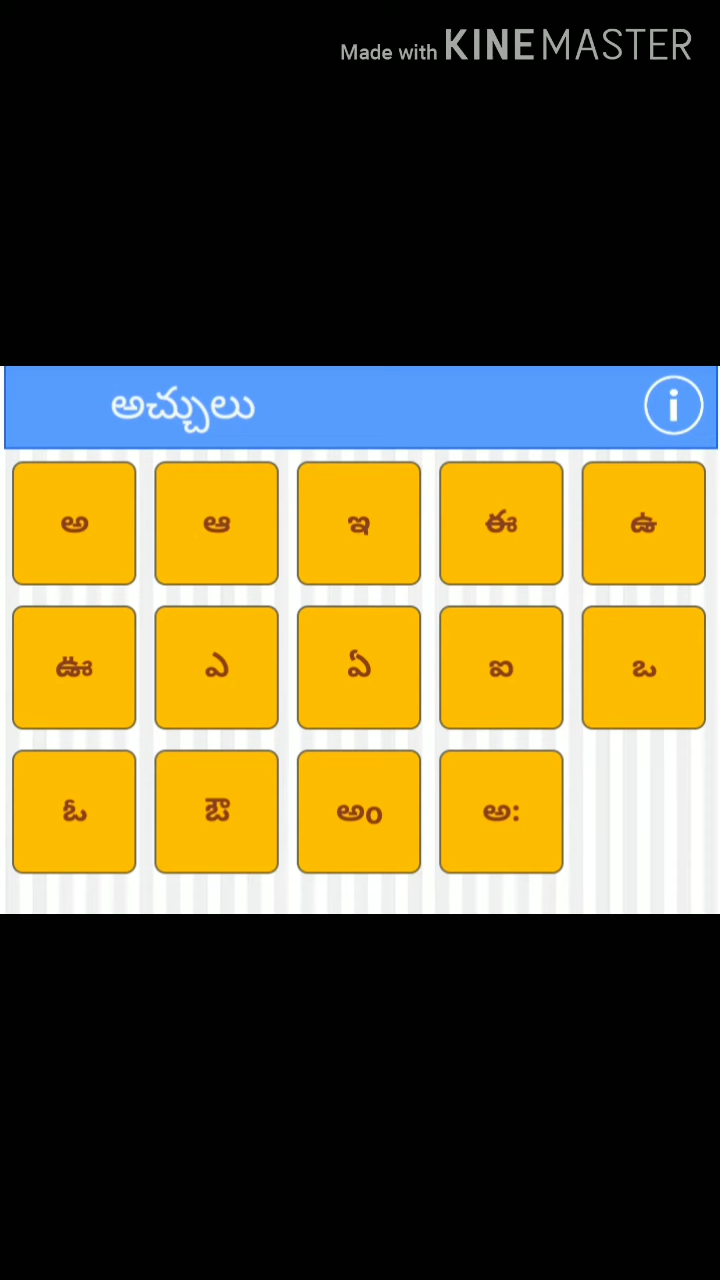 Made with KINEMASTER
అచ్చులు i
అ ఆ ఇ ఈ ఉ
ఊ ఎ ఏ ఐ ఒ
ఓ ఔ అం అః